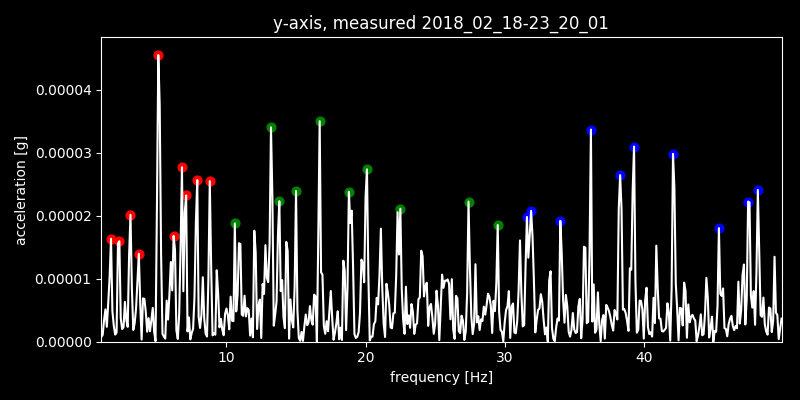 y-axis, measured 2018_02_18-23_20_01
acceleration [g]
0.00004
0.00003
0.00002
0.00001
0.00000
10 20 30 40
frequency [Hz]